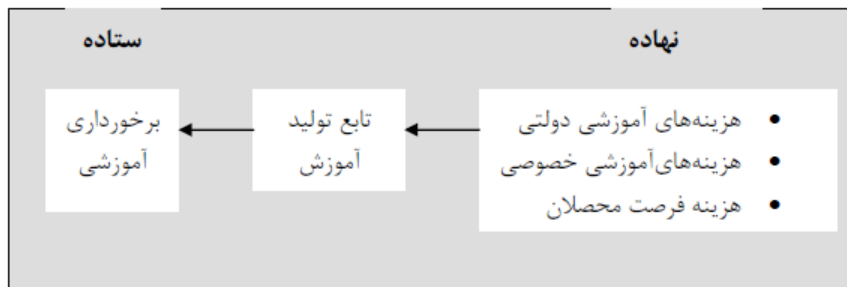 نهاده
ستاده
• هزینه‌های آموزشی دولتی
• هزینه‌های‌آموزشی خصوصی
• هزینه فرصت محصلان
تابع تولید
آموزش
برخورداری
آموزشی